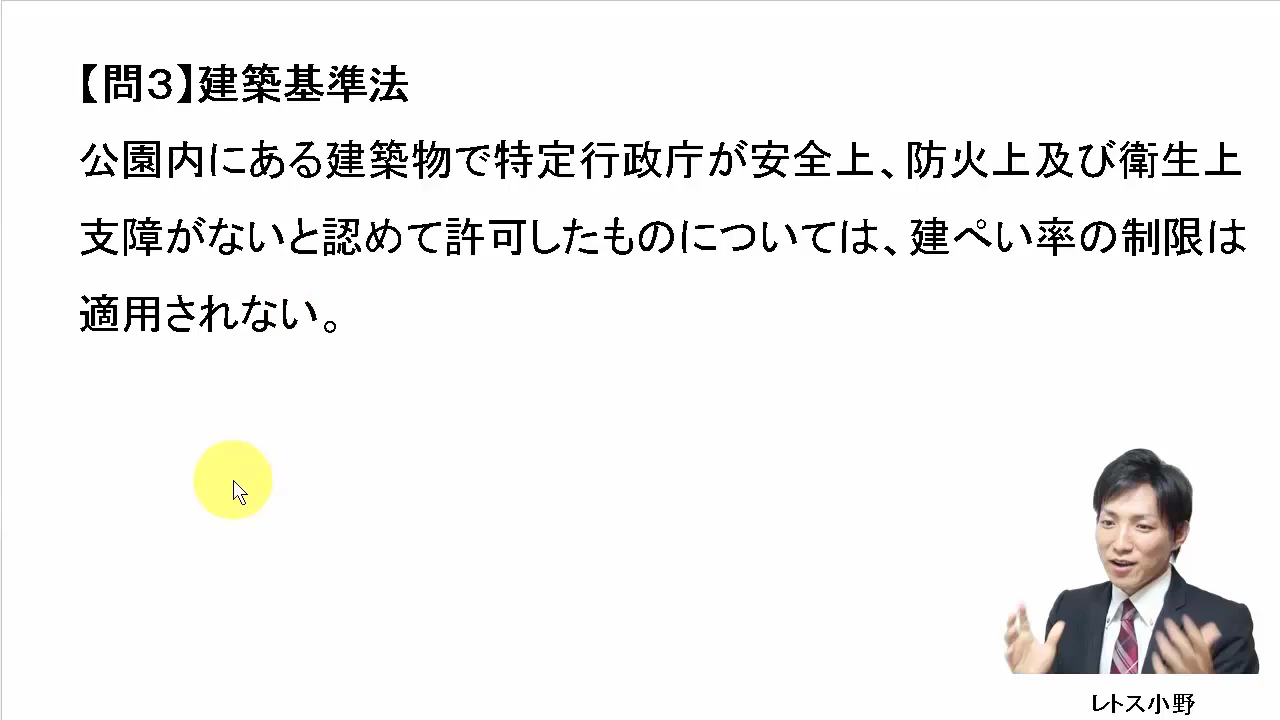 【問3】建築基準法
公園内にある建築物で特定行政庁が安全上、防火上及び衛生上
支障がないと認めて許可したものについては、建ぺい率の制限は
適用されない。
レトス小野